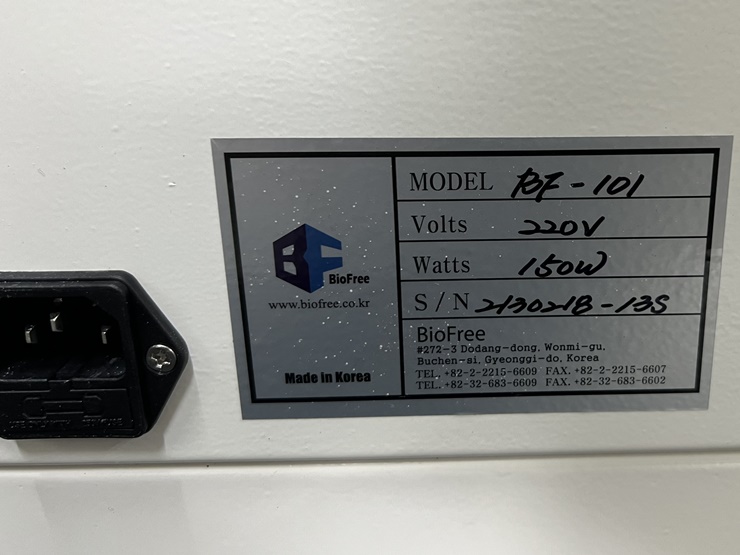 BF
BioFree
www.biofree.co.kr
Made in Korea
MODEL BF-101
Volts 220V
Watts 150W
S/N 2130218-13S
BioFree
#272-3 Dodang-dong, Wonmi-gu,
Buchen-si, Gyeonggi-do, Korea
TEL. +82-2-2215-6609 FAX. +82-2-2215-6607
TEL. +82-32-683-6609 FAX. +82-32-683-6602